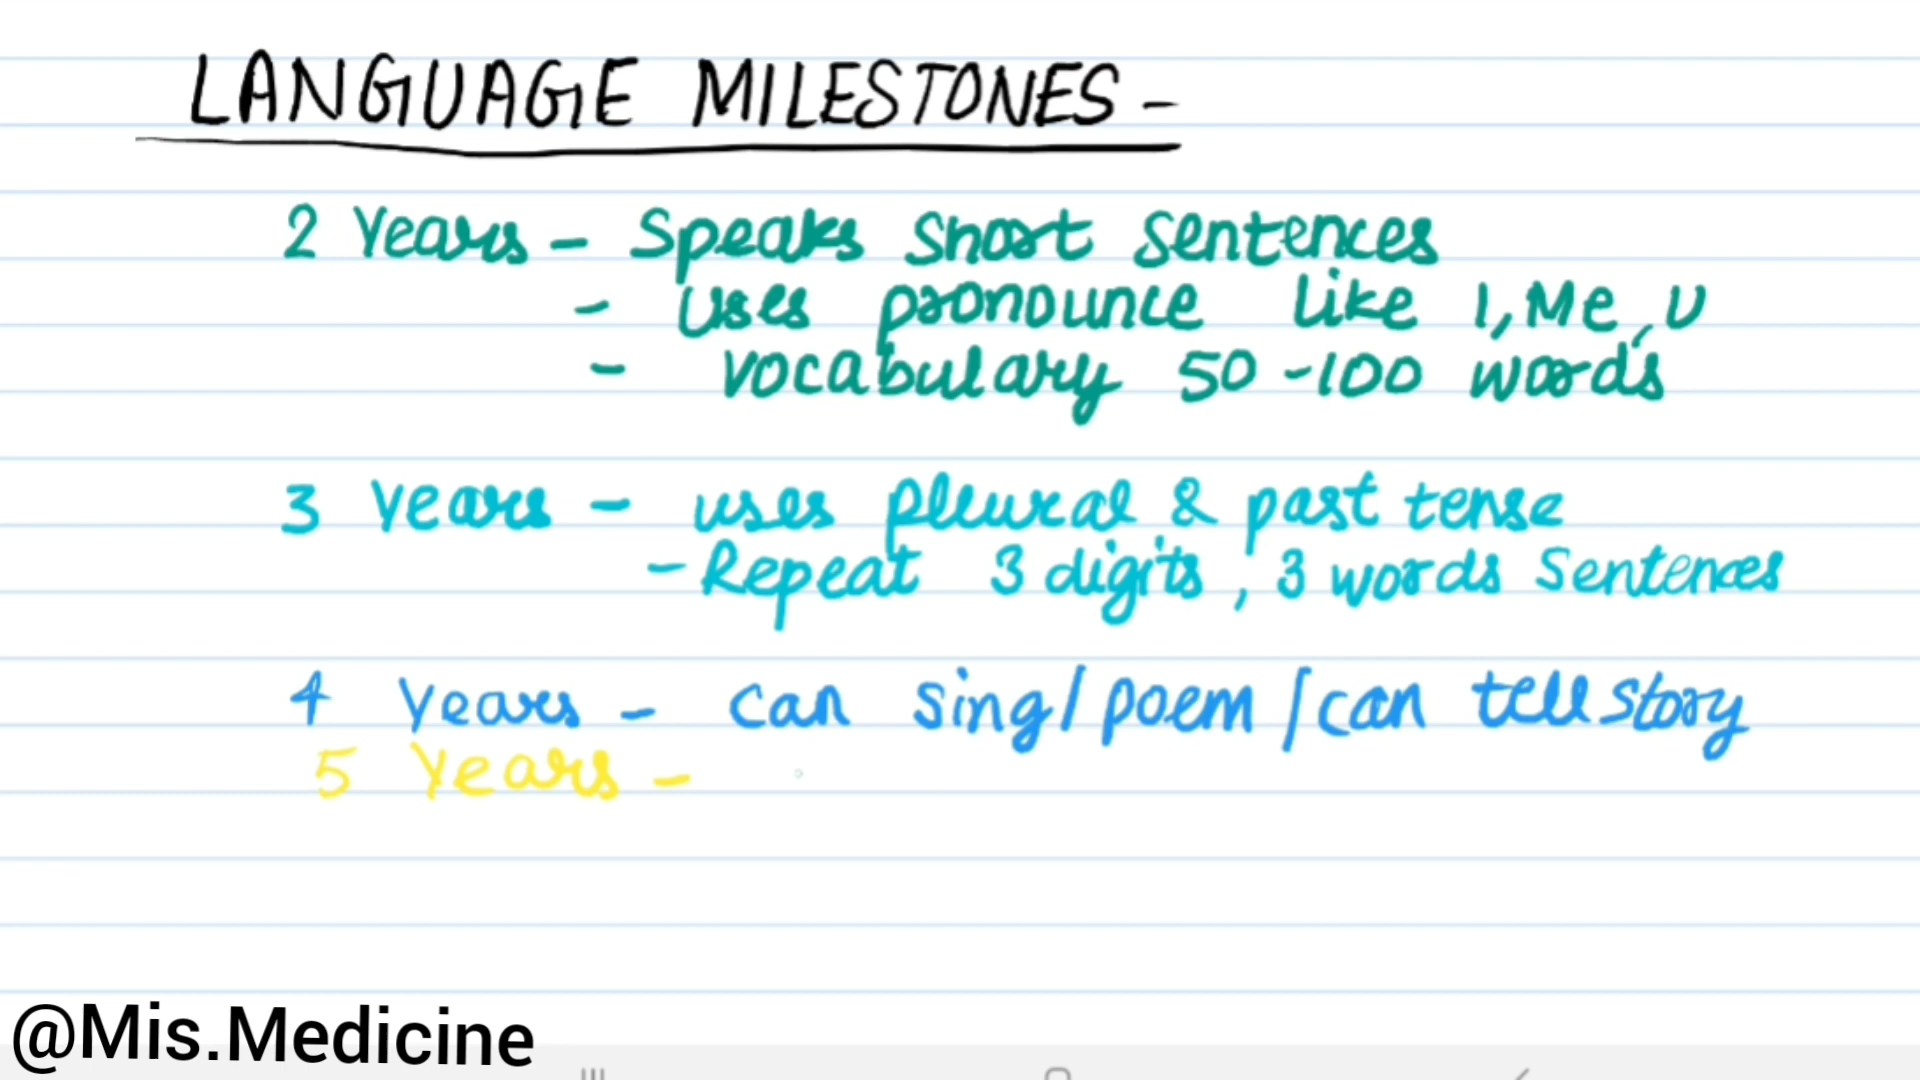 LANGUAGE MILESTONES -
2 Years - Speaks Short Sentences
- Uses pronounce like I, Me, U
- vocabulary 50-100 words
3 Years - uses plural & past tense
- Repeat 3 digits, 3 words Sentences
4 Years - can sing/poem/can tell story
5 Years -
@Mis.Medicine